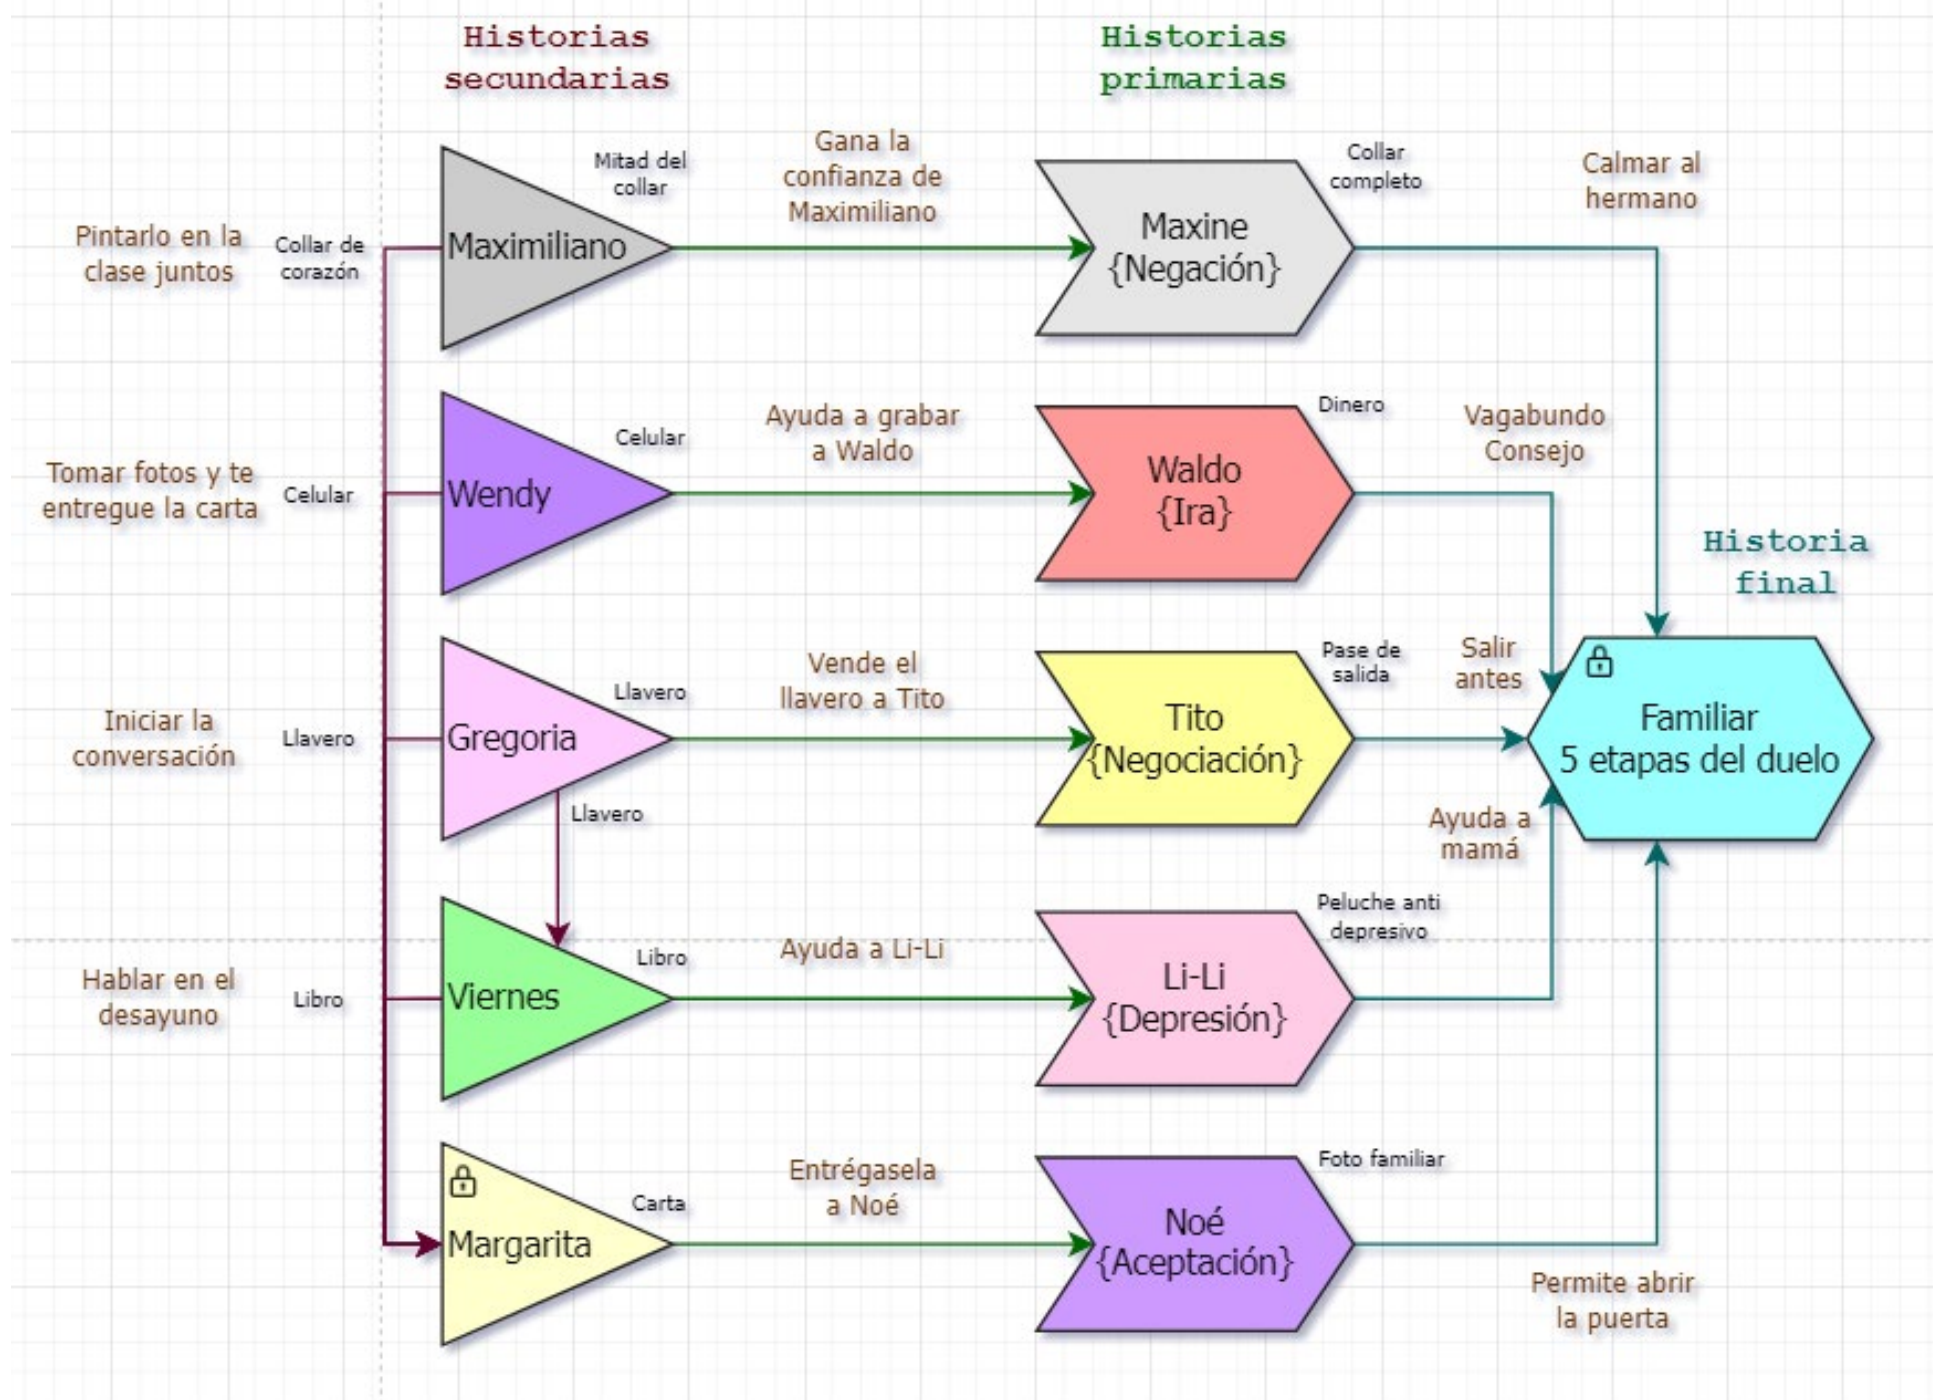 Historias
secundarias
Historias
primarias
Pintarlo en la
clase juntos
Collar de
corazón
Maximiliano
Mitad del
collar
Gana la
confianza de
Maximiliano
Maxine
{Negación}
Collar
completo
Calmar al
hermano
Tomar fotos y te
entregue la carta
Celular
Wendy
Celular
Ayuda a grabar
a Waldo
Waldo
{Ira}
Dinero
Vagabundo
Consejo
Historia
final
Iniciar la
conversación
Llavero
Gregoria
Llavero
Vende el
llavero a Tito
Tito
{Negociación}
Pase de
salida
Salir
antes
Familiar
5 etapas del duelo
Llavero
Ayuda a
mamá
Hablar en el
desayuno
Libro
Viernes
Libro
Ayuda a Li-Li
Li-Li
{Depresión}
Peluche anti
depresivo
Margarita
Carta
Entrégasela
a Noé
Noé
{Aceptación}
Foto familiar
Permite abrir
la puerta